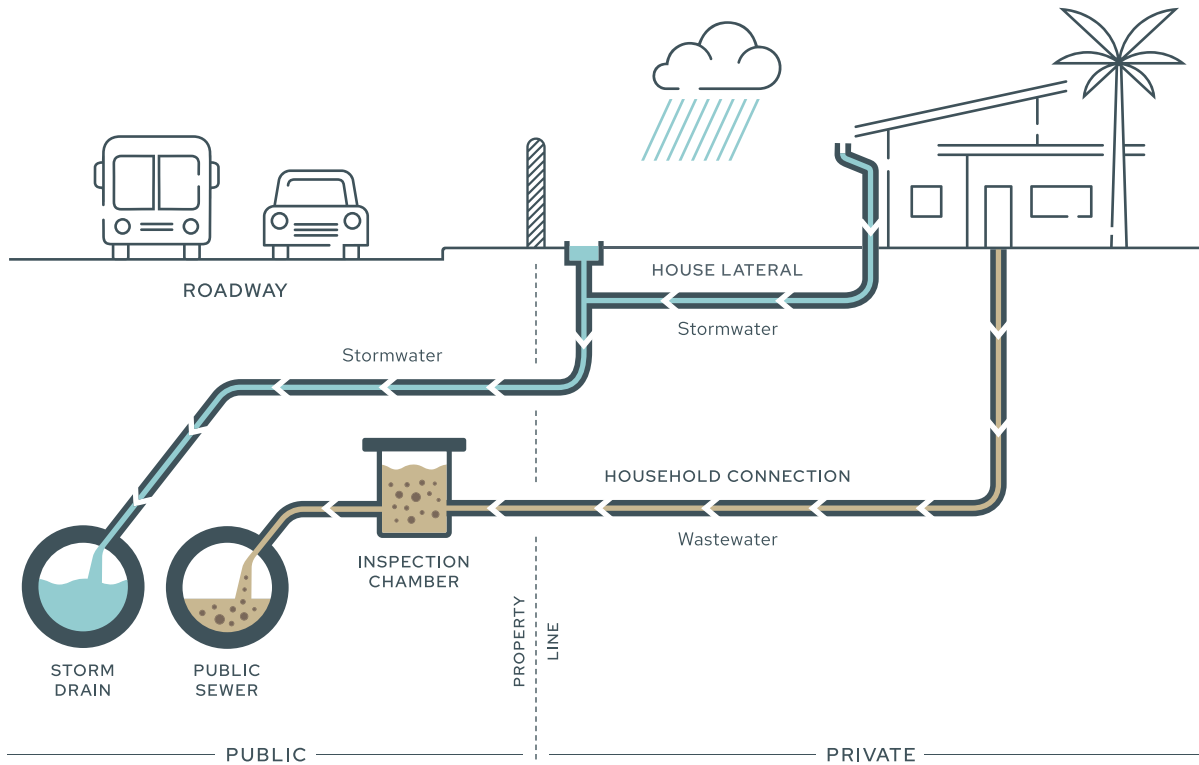 ROADWAY
HOUSE LATERAL
Stormwater
Stormwater
HOUSEHOLD CONNECTION
Wastewater
INSPECTION
CHAMBER
PROPERTY
LINE
STORM
DRAIN
PUBLIC
SEWER
PUBLIC
PRIVATE